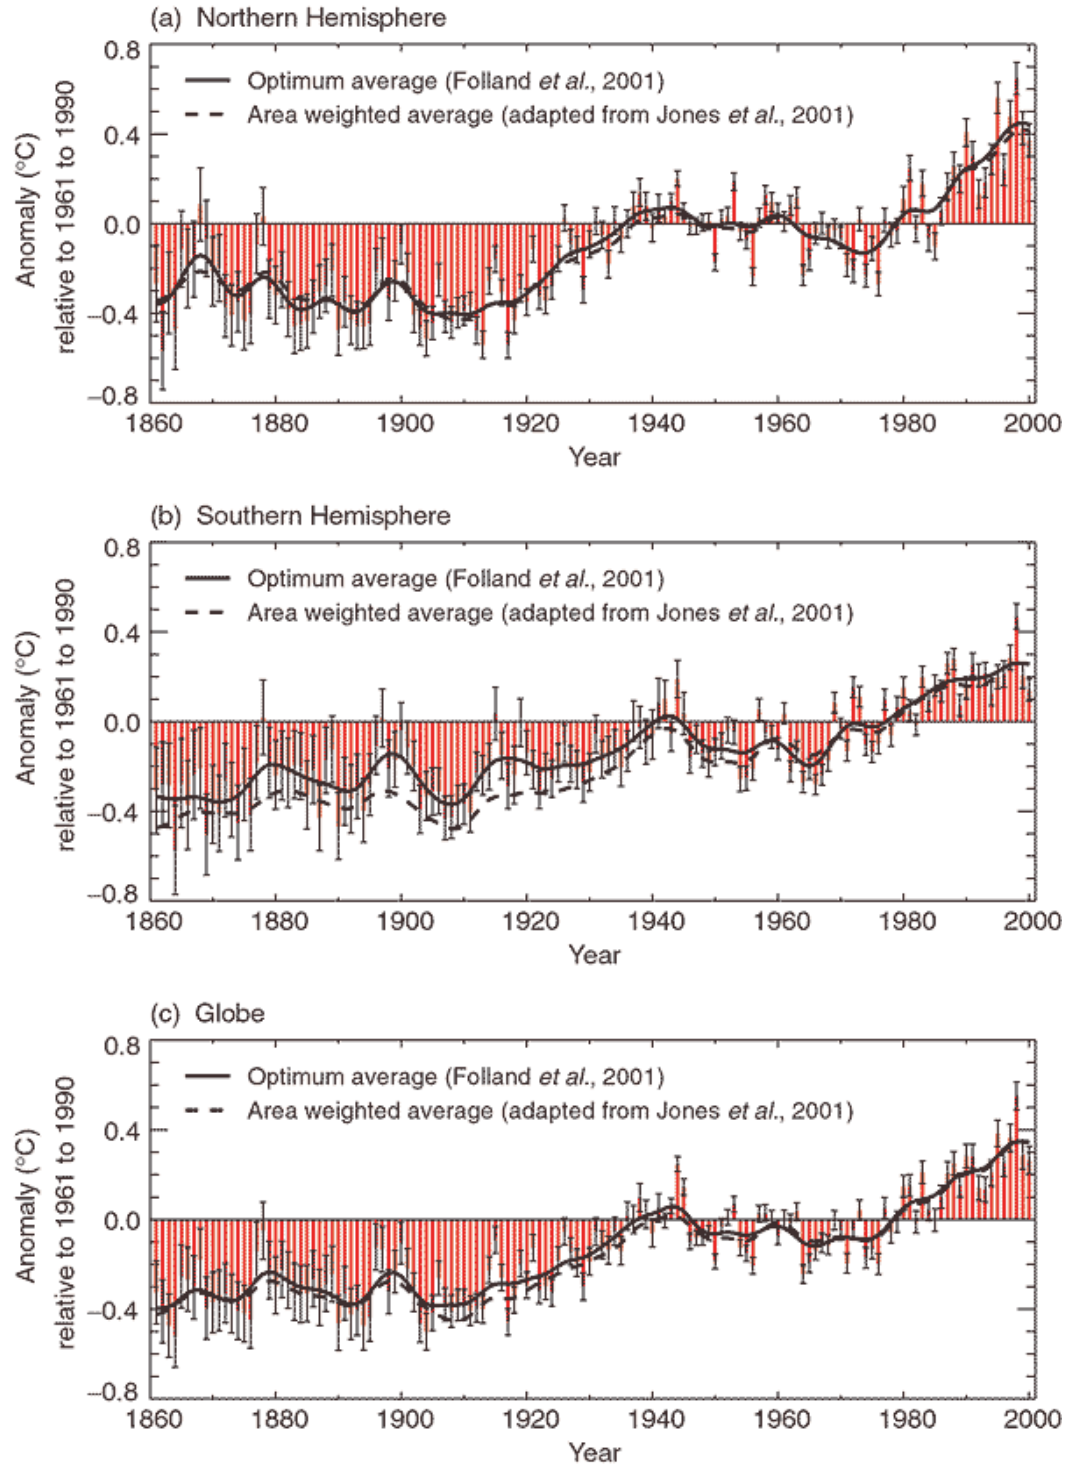 (a) Northern Hemisphere
0.8
Optimum average (Folland et al., 2001)
Area weighted average (adapted from Jones et al., 2001)
0.4
0.0
−0.4
−0.8
Anomaly (°C)
relative to 1961 to 1990
1860 1880 1900 1920 1940 1960 1980 2000
Year
(b) Southern Hemisphere
0.8
Optimum average (Folland et al., 2001)
Area weighted average (adapted from Jones et al., 2001)
0.4
0.0
−0.4
−0.8
Anomaly (°C)
relative to 1961 to 1990
1860 1880 1900 1920 1940 1960 1980 2000
Year
(c) Globe
0.8
Optimum average (Folland et al., 2001)
Area weighted average (adapted from Jones et al., 2001)
0.4
0.0
−0.4
−0.8
Anomaly (°C)
relative to 1961 to 1990
1860 1880 1900 1920 1940 1960 1980 2000
Year